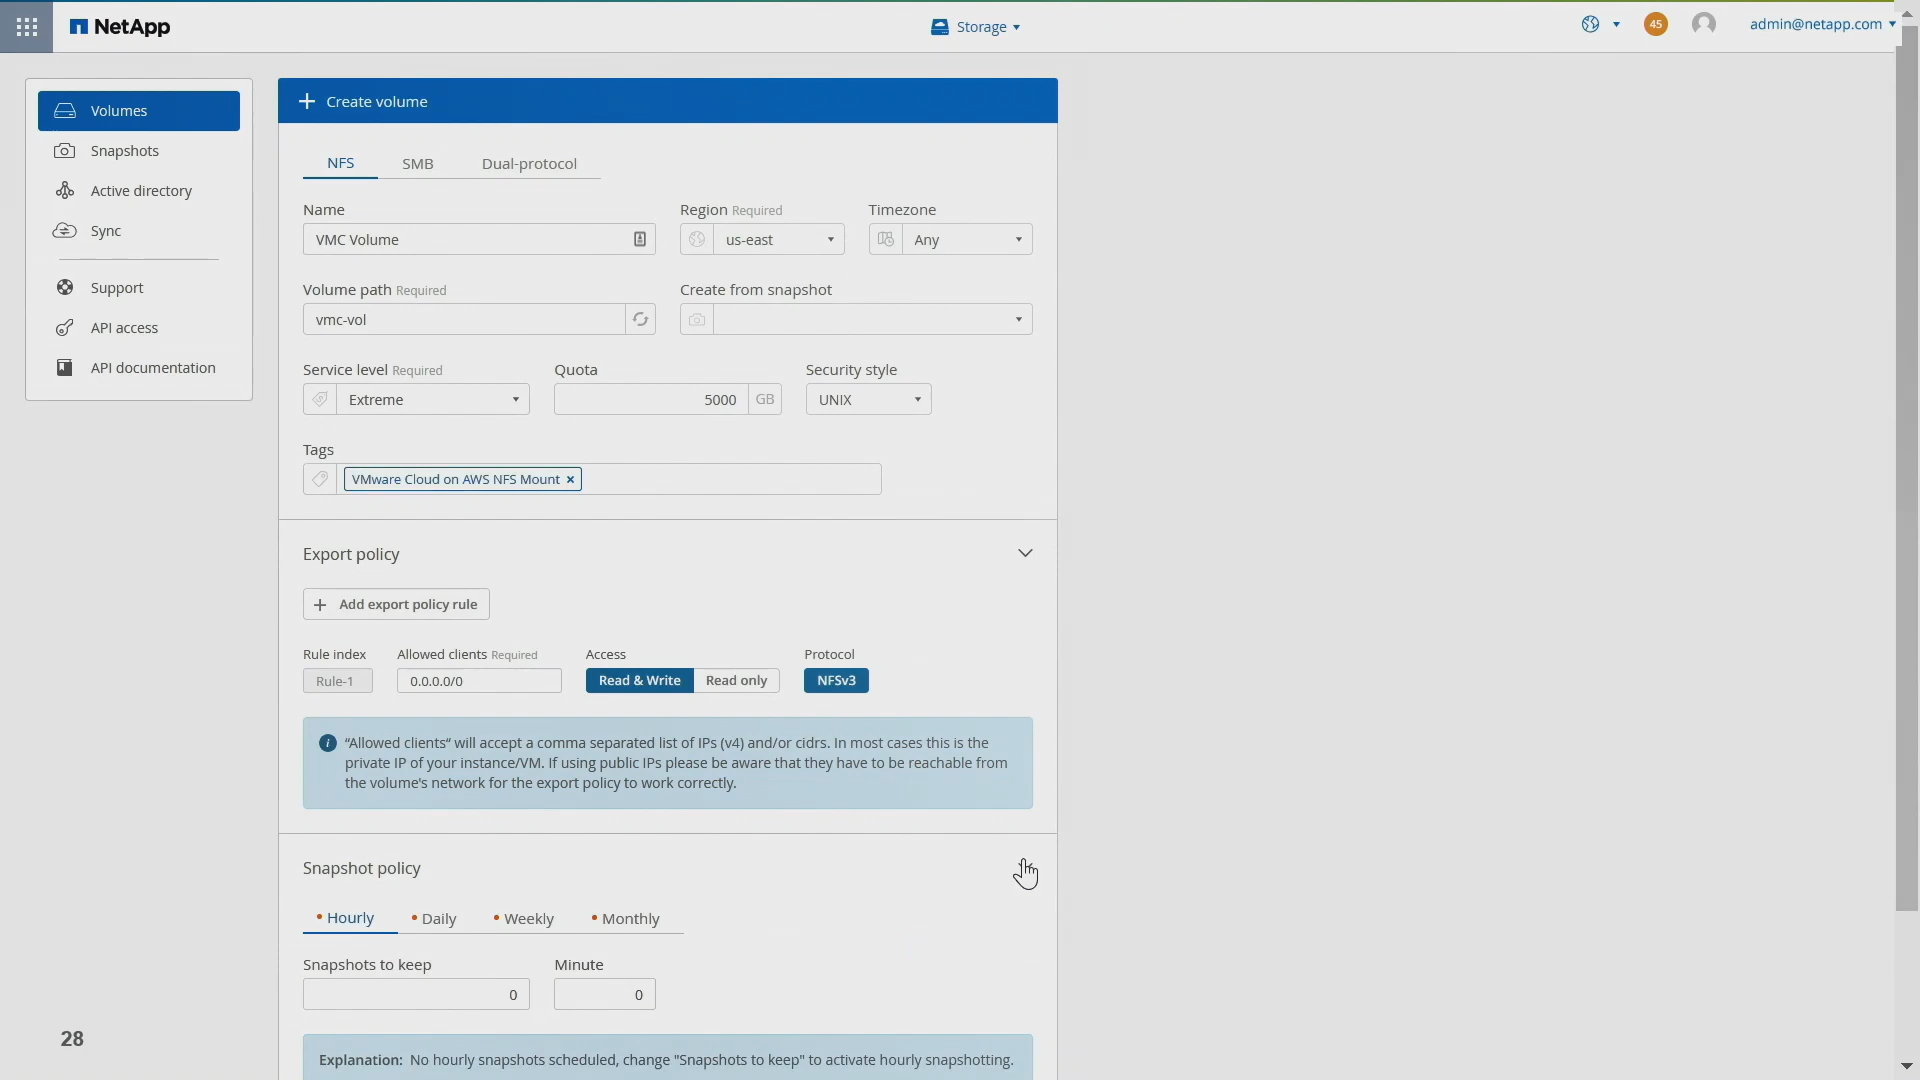 NetApp
Storage
45
admin@netapp.com
Volumes
Snapshots
Active directory
Sync
Support
API access
API documentation
Create volume
NFS SMB Dual-protocol
Name Region Required Timezone
VMC Volume us-east Any
Volume path Required Create from snapshot
vmc-vol
Service level Required Quota Security style
Extreme 5000 GB UNIX
Tags
VMware Cloud on AWS NFS Mount ×
Export policy
+ Add export policy rule
Rule index Allowed clients Required Access Protocol
Rule-1 0.0.0.0/0 Read & Write Read only NFSv3
“Allowed clients“ will accept a comma separated list of IPs (v4) and/or cidrs. In most cases this is the
private IP of your instance/VM. If using public IPs please be aware that they have to be reachable from
the volume's network for the export policy to work correctly.
Snapshot policy
• Hourly • Daily • Weekly • Monthly
Snapshots to keep Minute
0 0
Explanation: No hourly snapshots scheduled, change "Snapshots to keep" to activate hourly snapshotting.
28